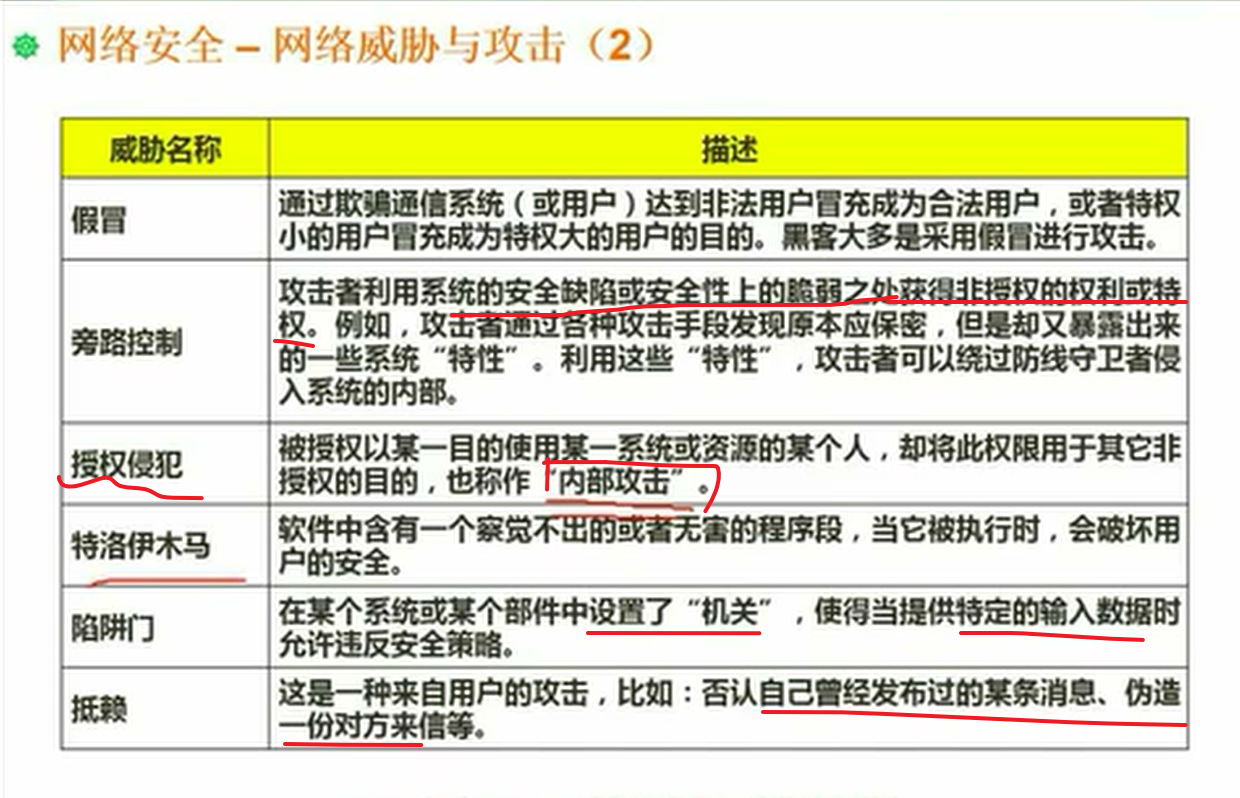 网络安全 – 网络威胁与攻击（2）
威胁名称
描述
假冒
通过欺骗通信系统（或用户）达到非法用户冒充成为合法用户，或者特权
小的用户冒充成为特权大的用户的目的。黑客大多是采用假冒进行攻击。
旁路控制
攻击者利用系统的安全缺陷或安全性上的脆弱之处获得非授权的权利或特
权。例如，攻击者通过各种攻击手段发现原本应保密，但是却又暴露出来
的一些系统“特性”。利用这些“特性”，攻击者可以绕过防线守卫者侵
入系统的内部。
授权侵犯
被授权以某一目的使用某一系统或资源的某个人，却将此权限用于其它非
授权的目的，也称作“内部攻击”。
特洛伊木马
软件中含有一个察觉不出的或者无害的程序段，当它被执行时，会破坏用
户的安全。
陷阱门
在某个系统或某个部件中设置了“机关”，使得当提供特定的输入数据时
允许违反安全策略。
抵赖
这是一种来自用户的攻击，比如：否认自己曾经发布过的某条消息、伪造
一份对方来信等。